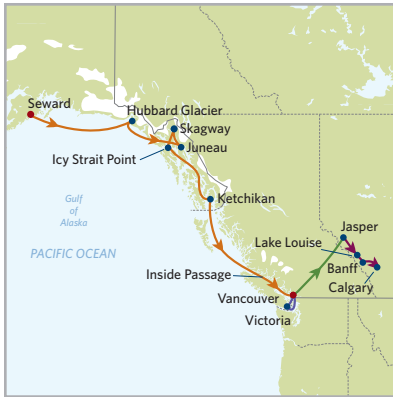 Seward
Hubbard Glacier
Skagway
Juneau
Icy Strait Point
Ketchikan
Gulf
of
Alaska
PACIFIC OCEAN
Jasper
Lake Louise
Inside Passage
Banff
Calgary
Vancouver
Victoria